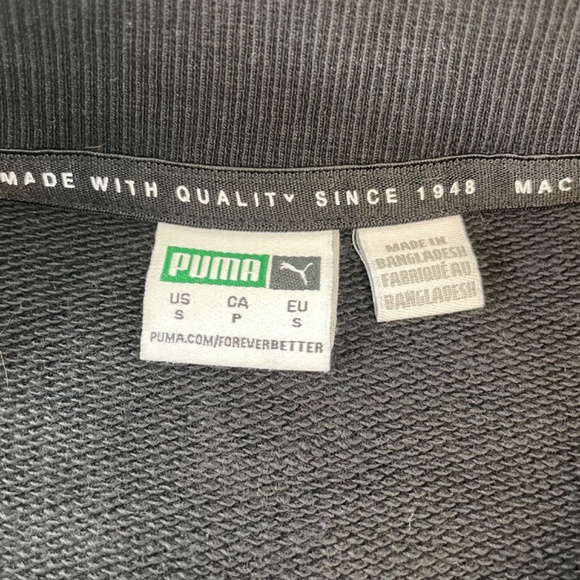 MADE WITH QUALITY SINCE 1948 MAC
PUMA
US CA EU
S P S
PUMA.COM/FOREVERBETTER
MADE IN
BANGLADESH
FABRIQUÉ AU
BANGLADESH